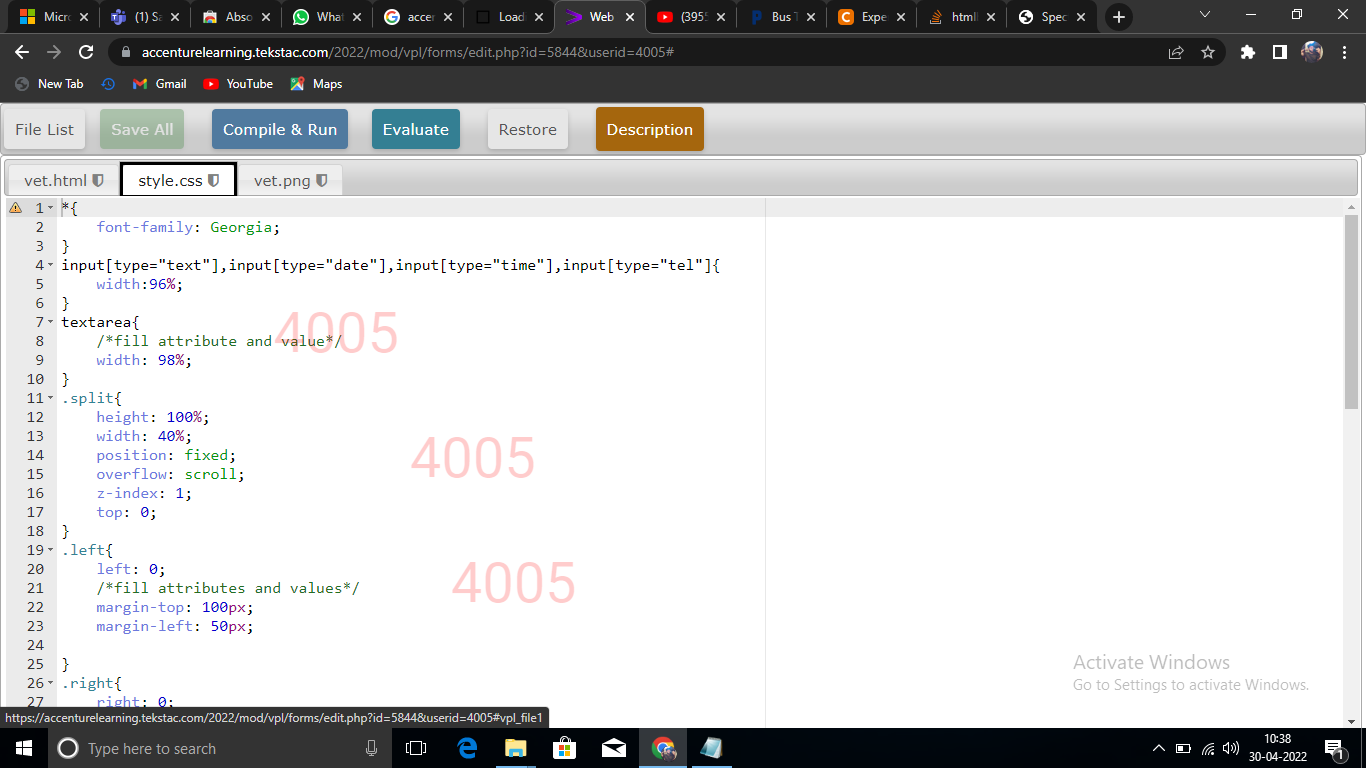 Micro
(1) Sa
Abso
What
accer
Loadi
Web
(3955
Bus T
Expe
htmll
Spec
accenturelearning.tekstac.com/2022/mod/vpl/forms/edit.php?id=5844&userid=4005#
New Tab
Gmail
YouTube
Maps
File List
Save All
Compile & Run
Evaluate
Restore
Description
vet.html
style.css
vet.png
1 *{
2 font-family: Georgia;
3 }
4 input[type="text"],input[type="date"],input[type="time"],input[type="tel"]{
5 width:96%;
6 }
7 textarea{
8 /*fill attribute and value*/
9 width: 98%;
10 }
11 .split{
12 height: 100%;
13 width: 40%;
14 position: fixed;
15 overflow: scroll;
16 z-index: 1;
17 top: 0;
18 }
19 .left{
20 left: 0;
21 /*fill attributes and values*/
22 margin-top: 100px;
23 margin-left: 50px;
24
25 }
26 .right{
27 right: 0;
4005
4005
4005
Activate Windows
Go to Settings to activate Windows.
https://accenturelearning.tekstac.com/2022/mod/vpl/forms/edit.php?id=5844&userid=4005#vpl_file1
Type here to search
10:38
30-04-2022
1